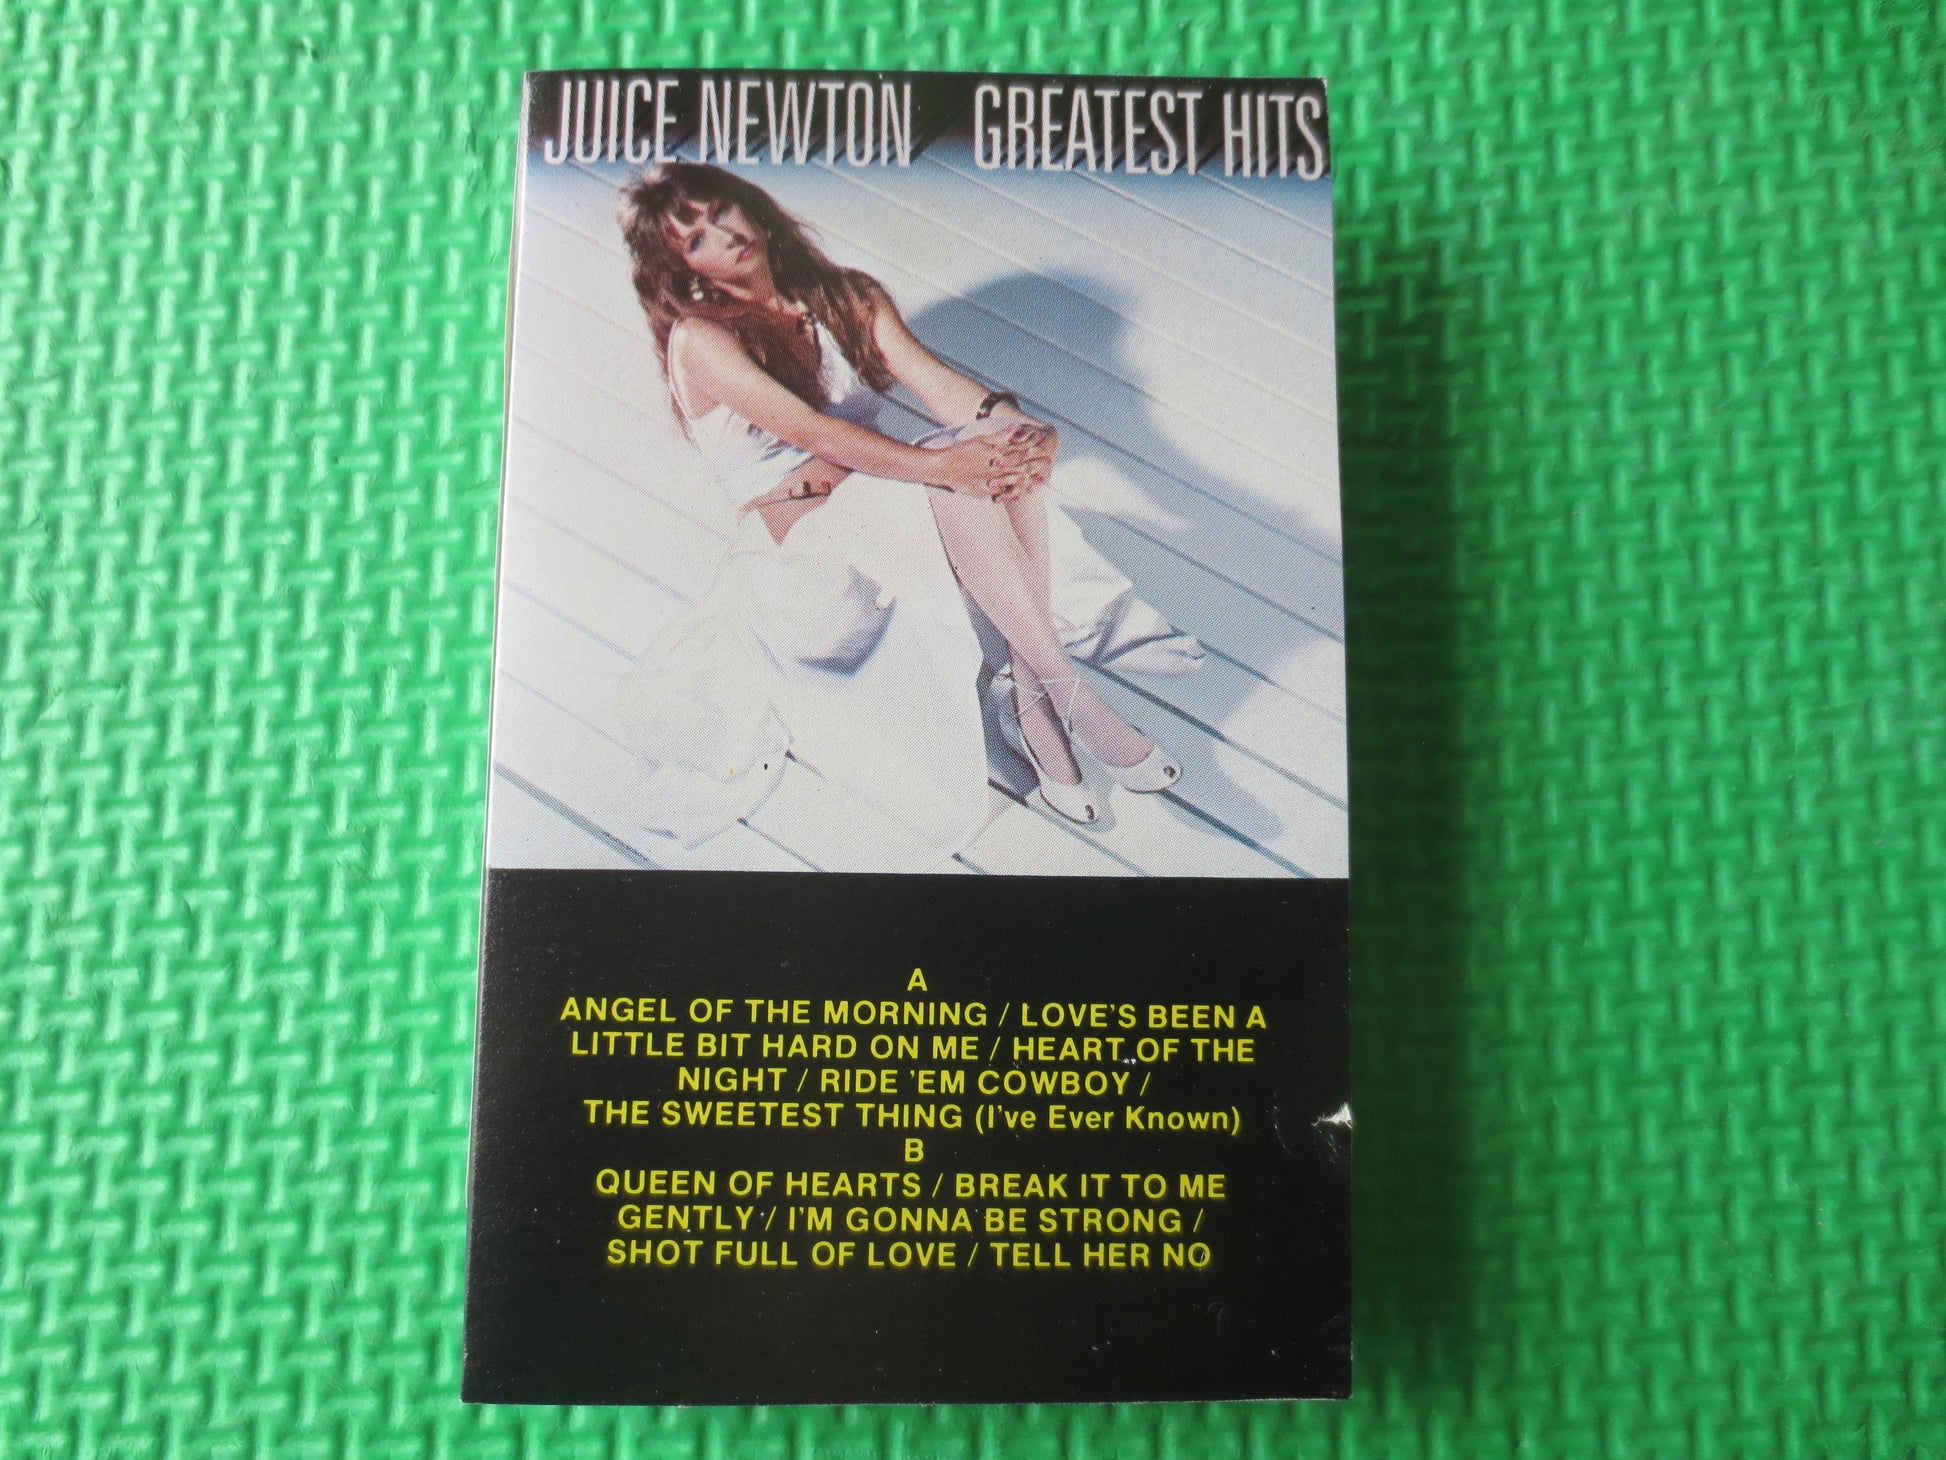 JUICE NEWTON GREATEST HITS
A
ANGEL OF THE MORNING / LOVE'S BEEN A
LITTLE BIT HARD ON ME / HEART OF THE
NIGHT / RIDE 'EM COWBOY /
THE SWEETEST THING (I've Ever Known)
B
QUEEN OF HEARTS / BREAK IT TO ME
GENTLY / I'M GONNA BE STRONG /
SHOT FULL OF LOVE / TELL HER NO